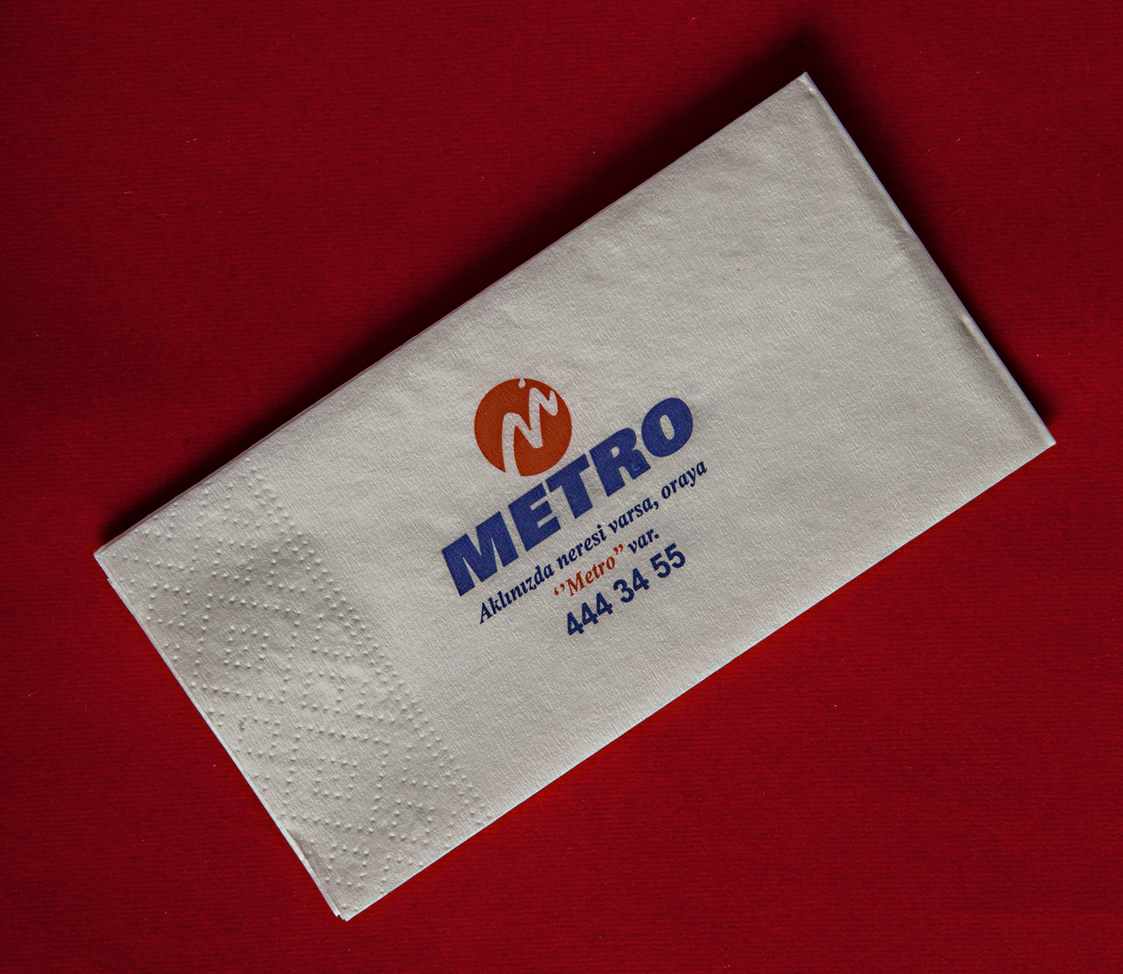 METRO
Aklınızda neresi varsa, oraya
‘’Metro” var.
444 34 55